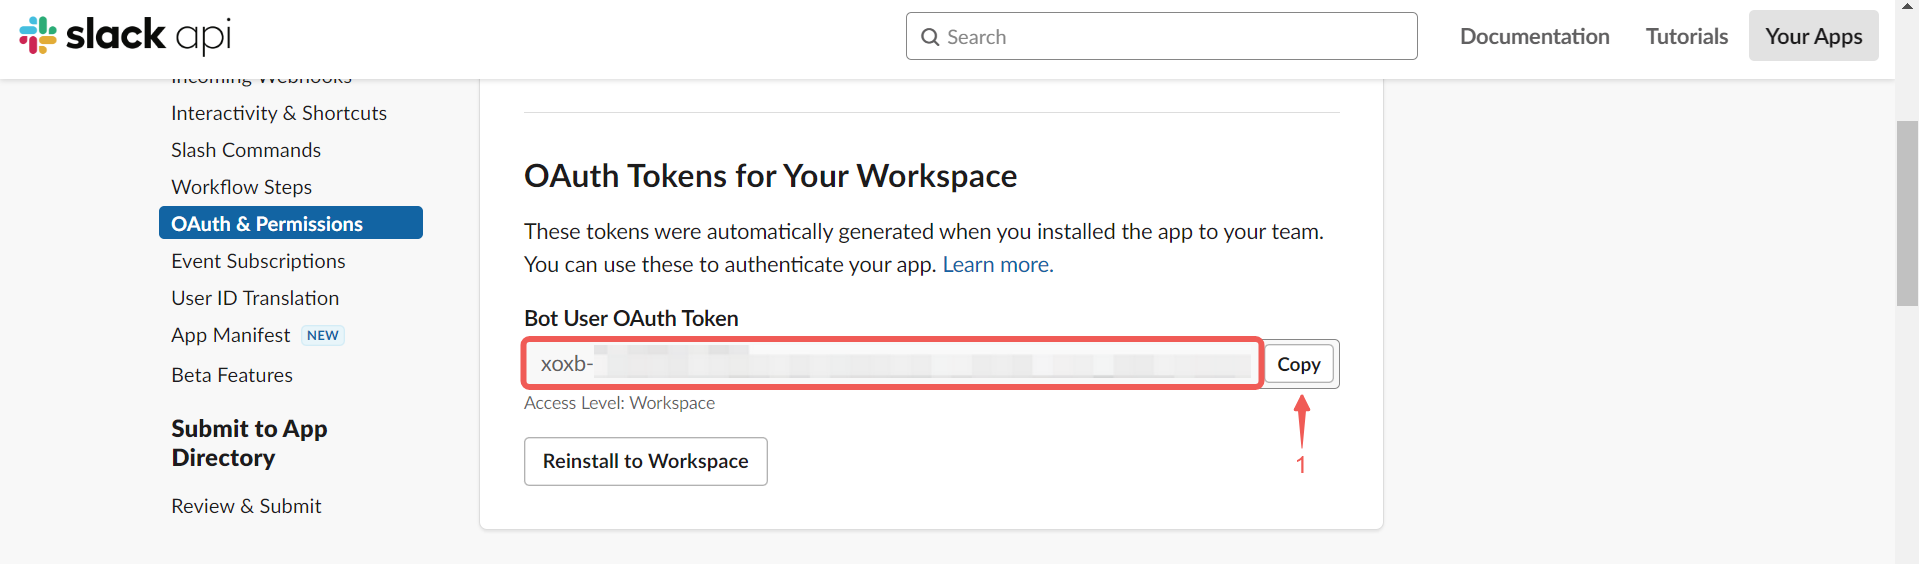 slack api
Search
Documentation
Tutorials
Your Apps
Incoming Webhooks
Interactivity & Shortcuts
Slash Commands
Workflow Steps
OAuth & Permissions
Event Subscriptions
User ID Translation
App Manifest NEW
Beta Features
Submit to App
Directory
Review & Submit
OAuth Tokens for Your Workspace
These tokens were automatically generated when you installed the app to your team.
You can use these to authenticate your app. Learn more.
Bot User OAuth Token
xoxb-
Copy
Access Level: Workspace
1
Reinstall to Workspace